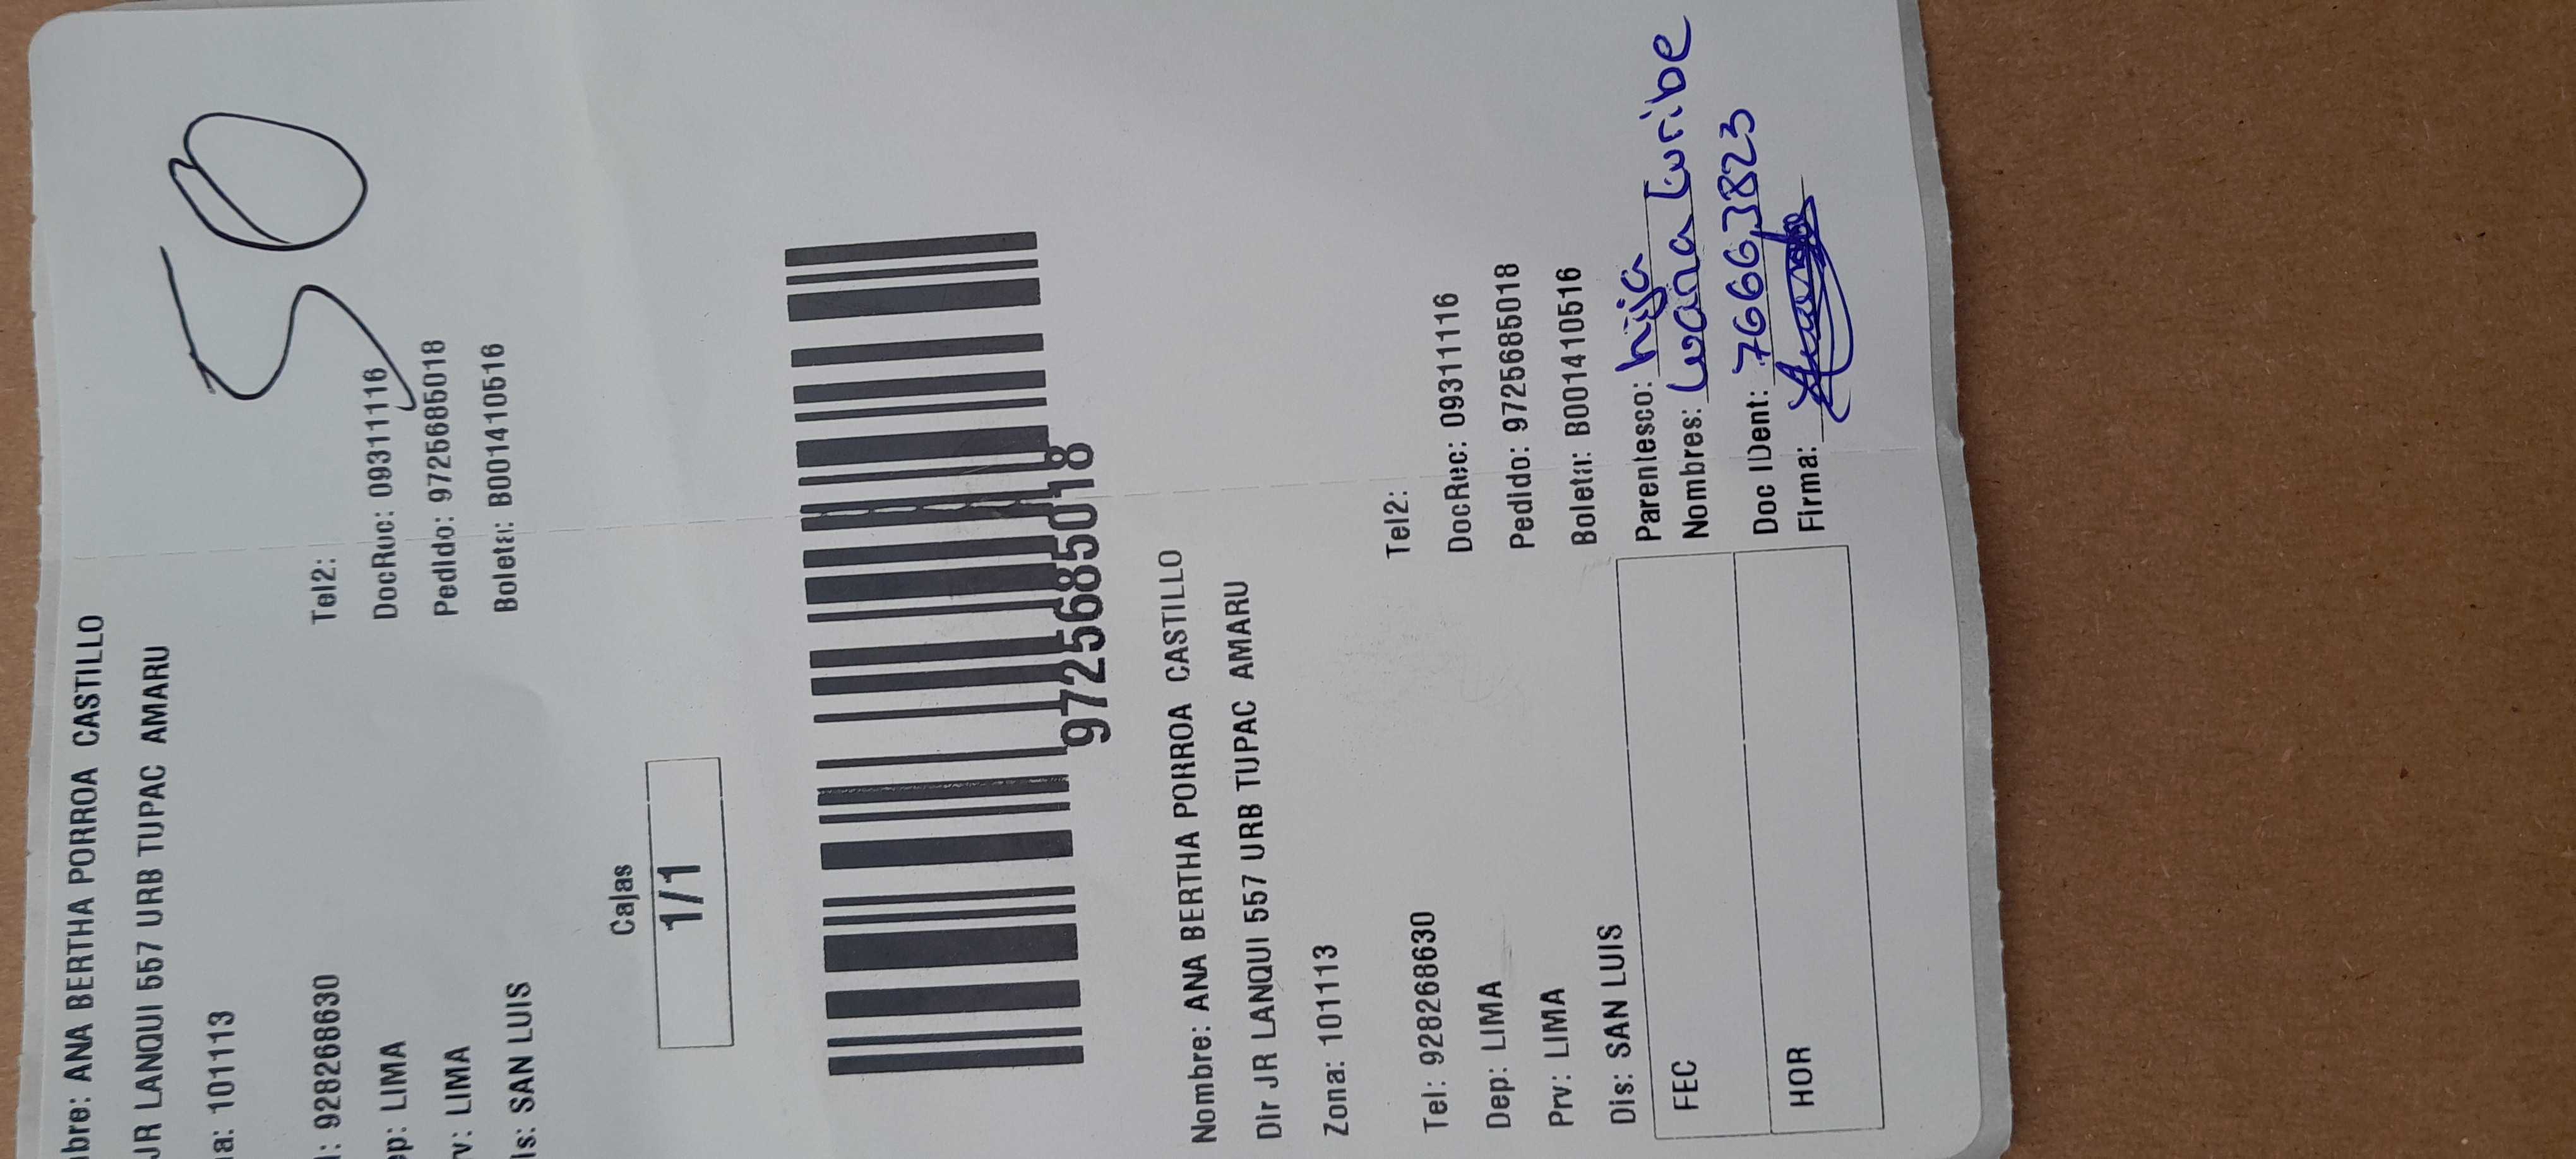 bre: ANA BERTHA PORROA CASTILLO
JR LANQUI 557 URB TUPAC AMARU
a: 101113
50
: 928268630
Tel2:
ep: LIMA
DocRuc: 09311116
v: LIMA
Pedido: 9725685018
is: SAN LUIS
Boleta: B001410516
Cajas
1/1
9725685018
Nombre: ANA BERTHA PORROA CASTILLO
Dir JR LANQUI 557 URB TUPAC AMARU
Zona: 101113
Tel: 928268630
Tel2:
Dep: LIMA
DocRuc: 09311116
Prv: LIMA
Pedido: 9725685018
Dis: SAN LUIS
Boleta: B001410516
FEC
HOR
Parentesco: hija
Nombres:
Doc IDent: 76663823
Firma: